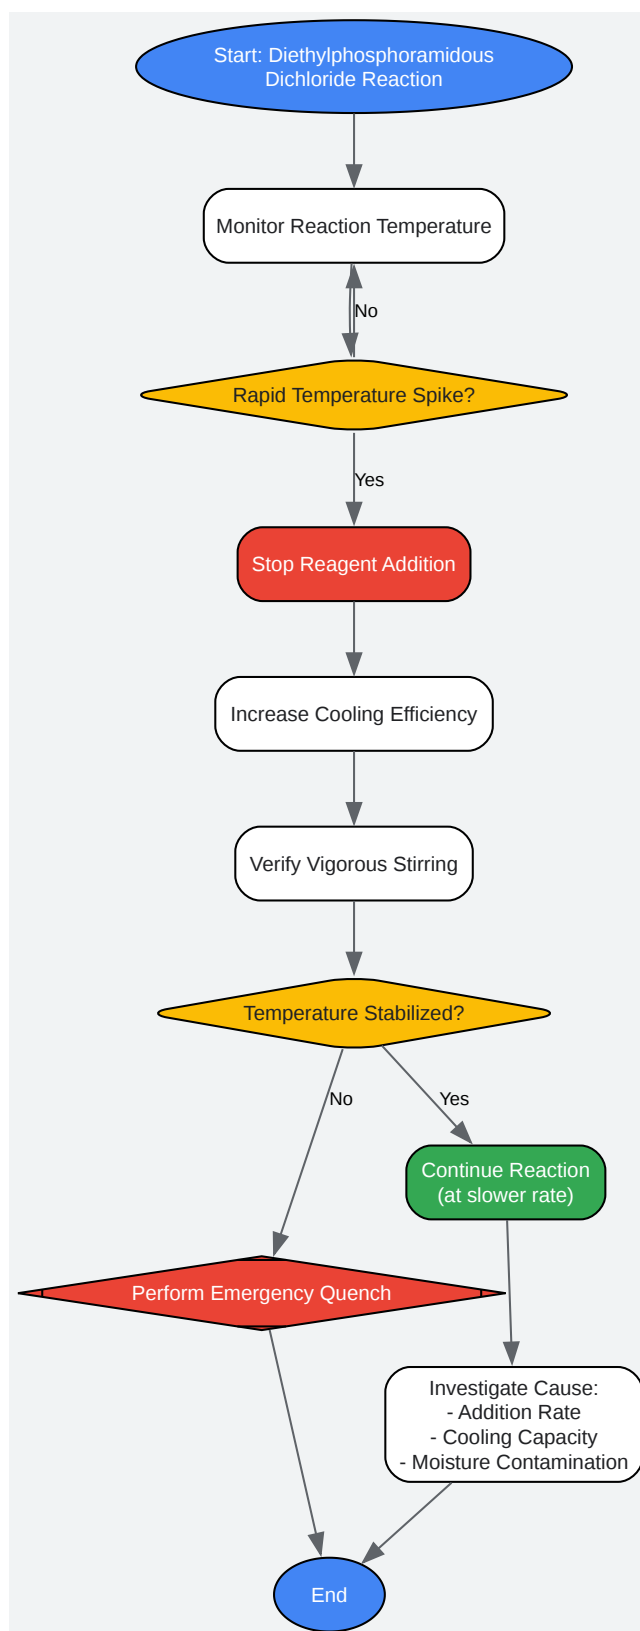 Start: Diethylphosphoramidous
Dichloride Reaction
Monitor Reaction Temperature
No
Rapid Temperature Spike?
Yes
Stop Reagent Addition
Increase Cooling Efficiency
Verify Vigorous Stirring
Temperature Stabilized?
No
Yes
Continue Reaction
(at slower rate)
Perform Emergency Quench
Investigate Cause:
- Addition Rate
- Cooling Capacity
- Moisture Contamination
End